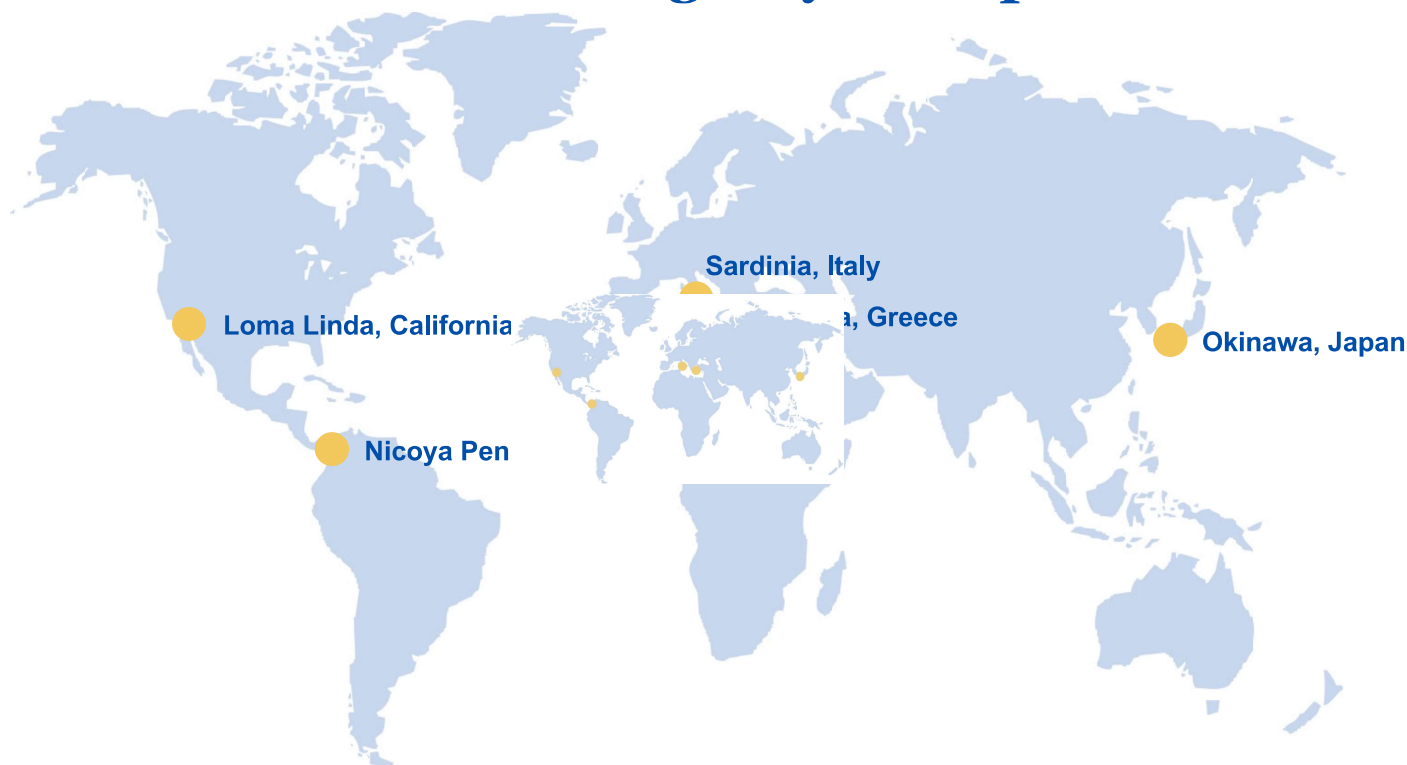 Sardinia, Italy
Greece
Loma Linda, California
Okinawa, Japan
Nicoya Pen